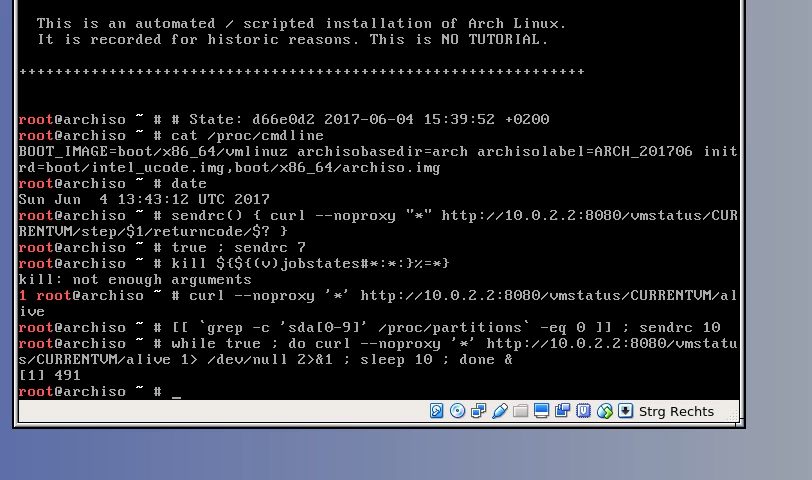 This is an automated / scripted installation of Arch Linux.
It is recorded for historic reasons. This is NO TUTORIAL.
+++++++++++++++++++++++++++++++++++++++++++++++++++++++++++++++
root@archiso ~ # # State: d66e0d2 2017-06-04 15:39:52 +0200
root@archiso ~ # cat /proc/cmdline
BOOT_IMAGE=boot/x86_64/vmlinuz archisobasedir=arch archisolabel=ARCH_201706 init
rd=boot/intel_ucode.img,boot/x86_64/archiso.img
root@archiso ~ # date
Sun Jun  4 13:43:12 UTC 2017
root@archiso ~ # sendrc() { curl --noproxy "*" http://10.0.2.2:8080/vmstatus/CUR
RENTVM/step/$1/returncode/$? }
root@archiso ~ # true ; sendrc 7
root@archiso ~ # kill ${${(v)jobstates#*:*:}%=*}
kill: not enough arguments
1 root@archiso ~ # curl --noproxy '*' http://10.0.2.2:8080/vmstatus/CURRENTVM/al
ive
root@archiso ~ # [[ `grep -c 'sda[0-9]' /proc/partitions` -eq 0 ]] ; sendrc 10
root@archiso ~ # while true ; do curl --noproxy '*' http://10.0.2.2:8080/vmstatu
s/CURRENTVM/alive 1> /dev/null 2>&1 ; sleep 10 ; done &
[1] 491
root@archiso ~ # _
Strg Rechts